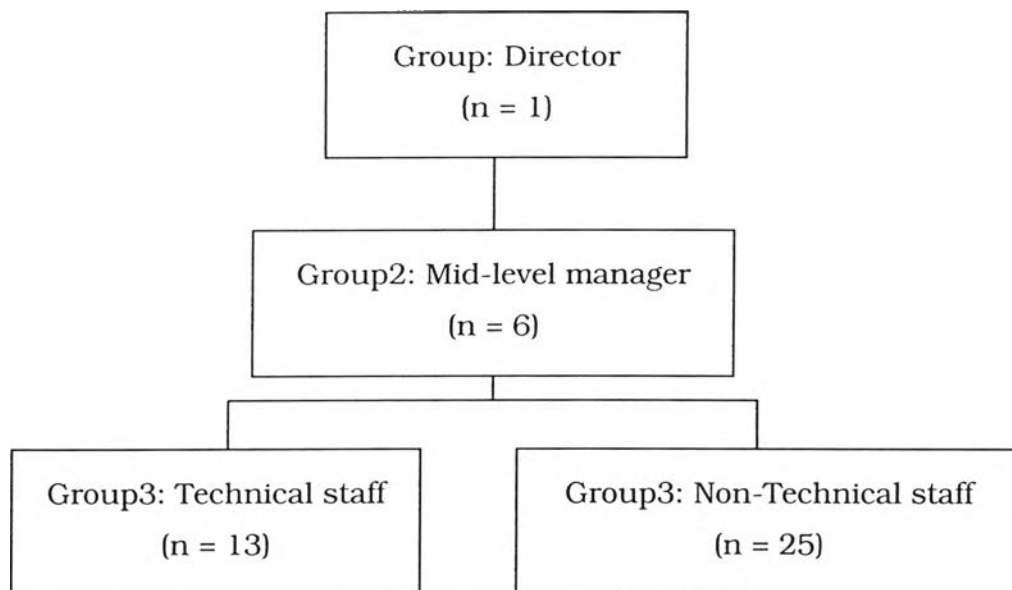 Group: Director
(n = 1)
Group2: Mid-level manager
(n = 6)
Group3: Technical staff
(n = 13)
Group3: Non-Technical staff
(n = 25)